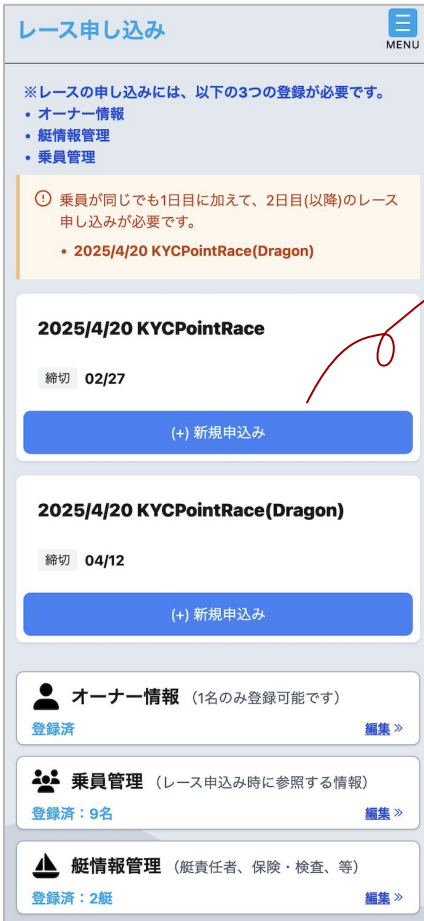 レース申し込み
MENU
※レースの申し込みには、以下の3つの登録が必要です。
• オーナー情報
• 艇情報管理
• 乗員管理
乗員が同じでも1日目に加えて、2日目(以降)のレース
申し込みが必要です。
• 2025/4/20 KYCPointRace(Dragon)
2025/4/20 KYCPointRace
締切 02/27
(+) 新規申込み
2025/4/20 KYCPointRace(Dragon)
締切 04/12
(+) 新規申込み
オーナー情報 （1名のみ登録可能です）
登録済 編集 »
乗員管理 （レース申込み時に参照する情報）
登録済：9名 編集 »
艇情報管理 （艇責任者、保険・検査、等）
登録済：2艇 編集 »